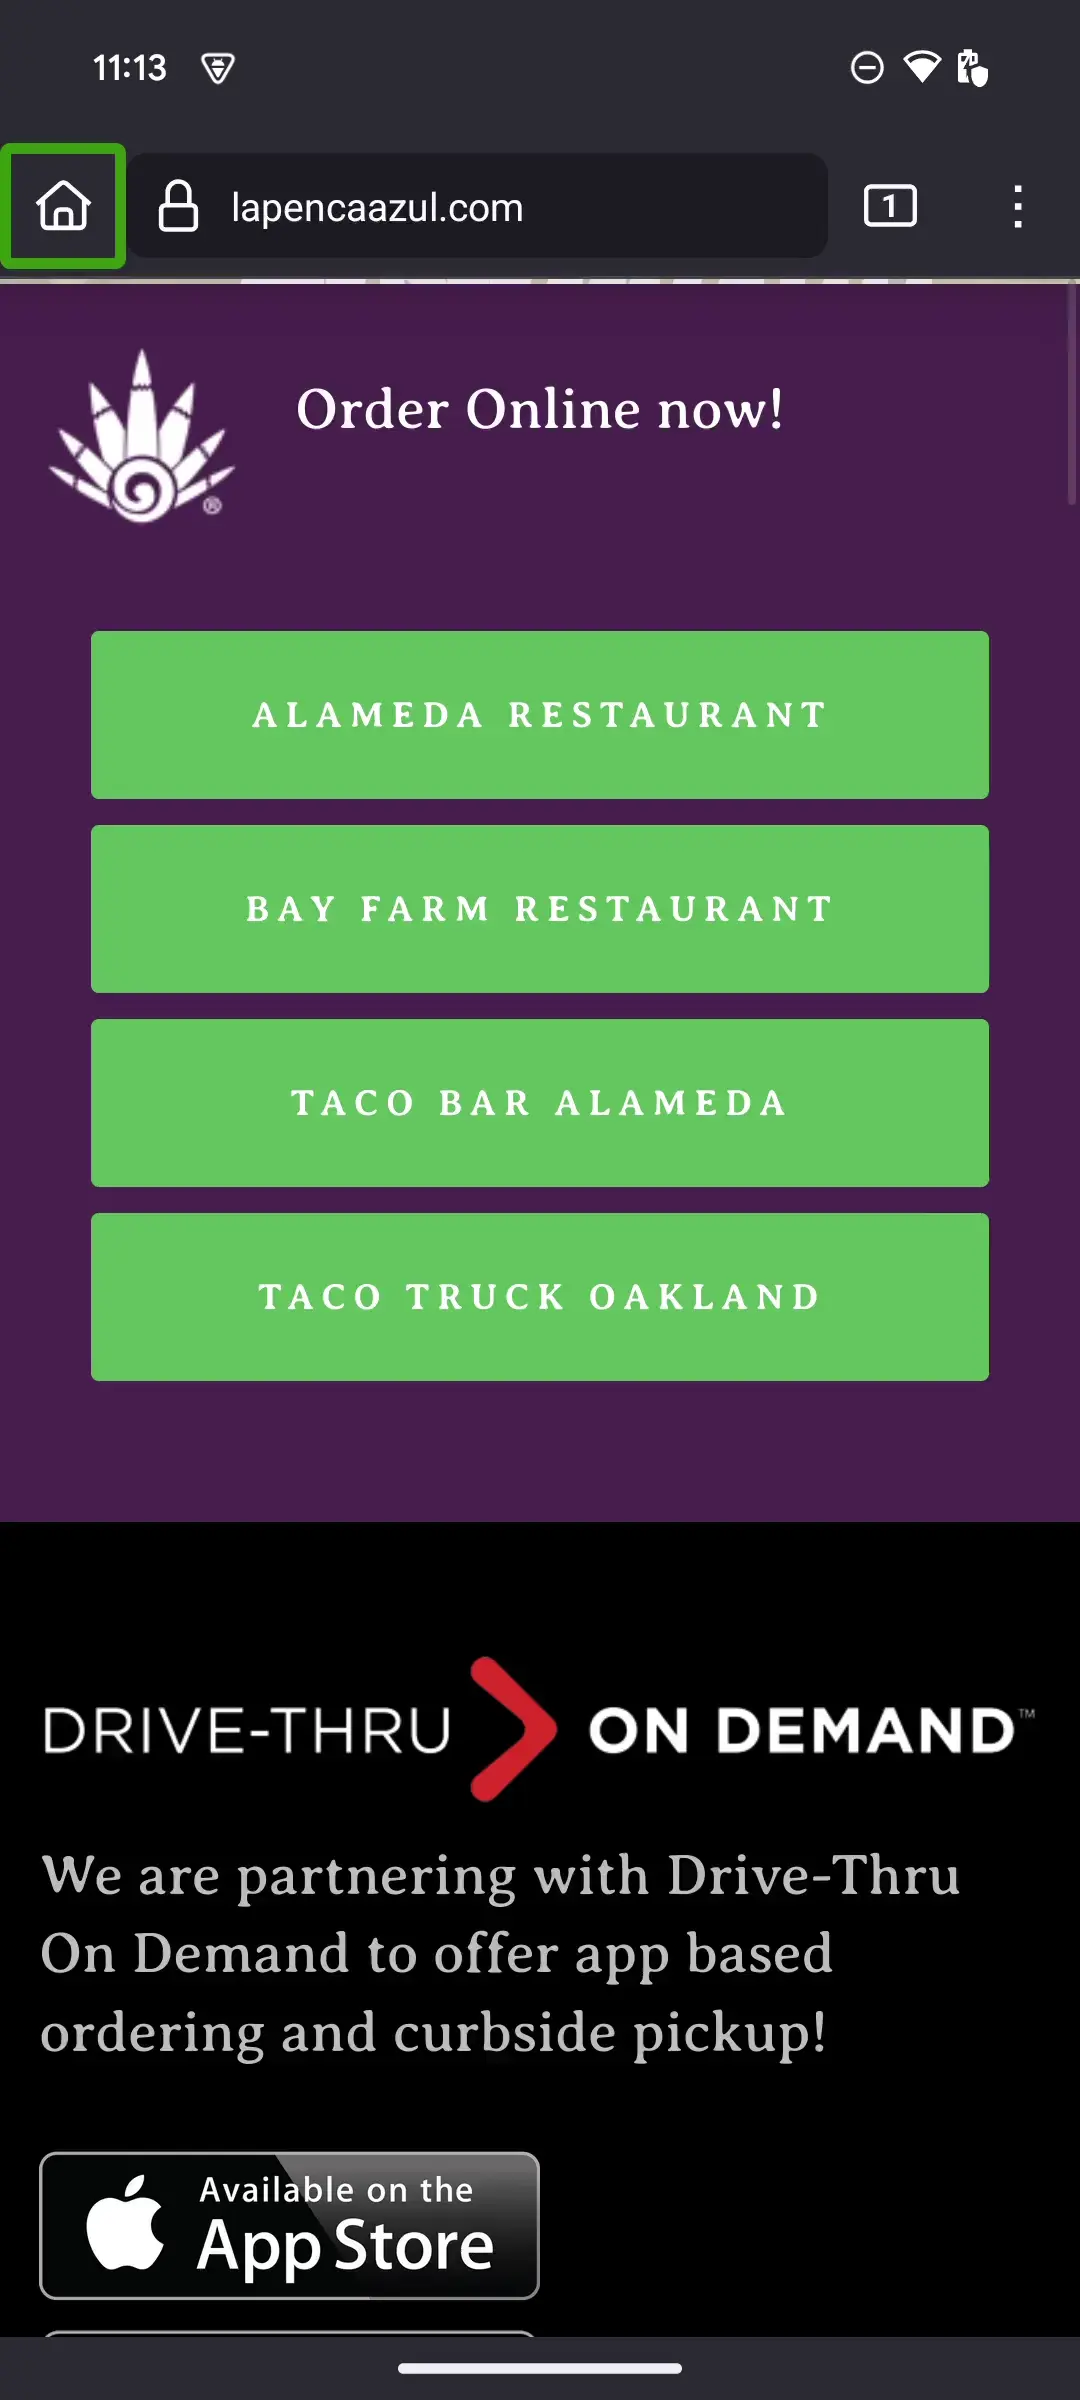 11:13
lapencaazul.com
1
Order Online now!
®
ALAMEDA RESTAURANT
BAY FARM RESTAURANT
TACO BAR ALAMEDA
TACO TRUCK OAKLAND
DRIVE-THRU ON DEMAND™
We are partnering with Drive-Thru
On Demand to offer app based
ordering and curbside pickup!
Available on the
App Store